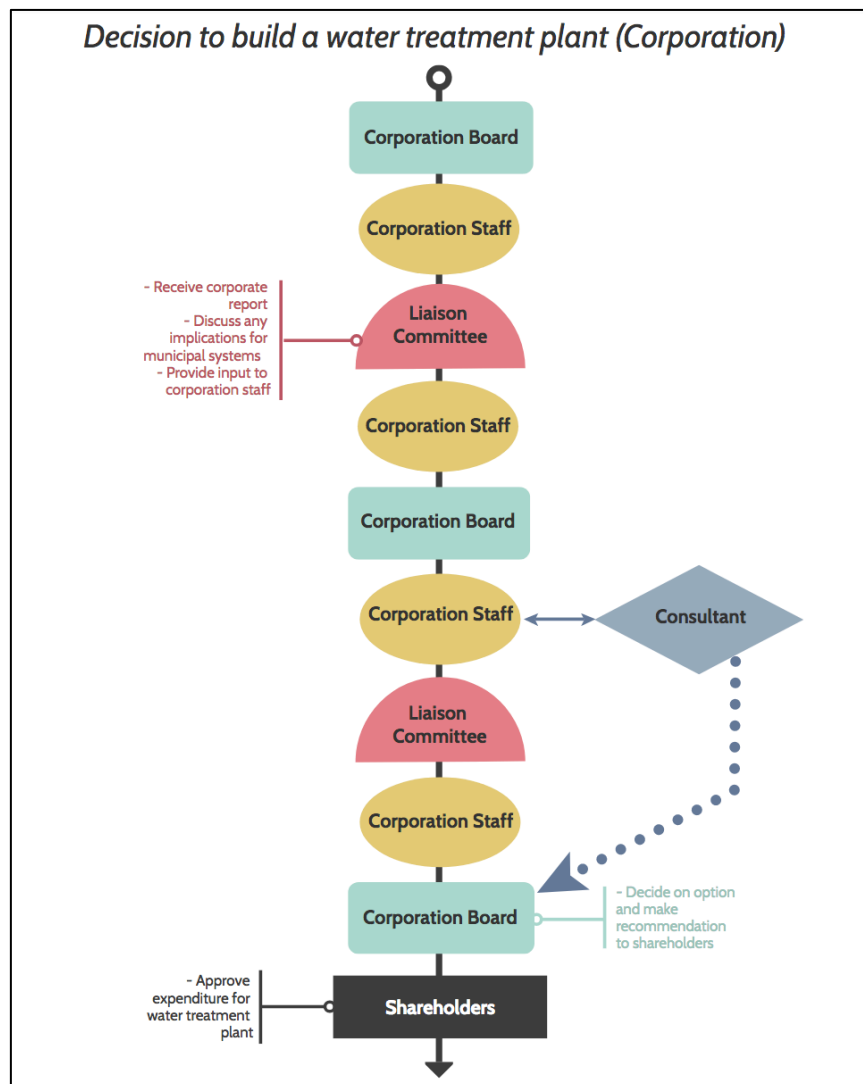 Decision to build a water treatment plant (Corporation)
Corporation Board
Corporation Staff
- Receive corporate
report
- Discuss any
implications for
municipal systems
- Provide input to
corporation staff
Liaison
Committee
Corporation Staff
Corporation Board
Corporation Staff
Consultant
Liaison
Committee
Corporation Staff
Corporation Board
- Decide on option
and make
recommendation
to shareholders
- Approve
expenditure for
water treatment
plant
Shareholders